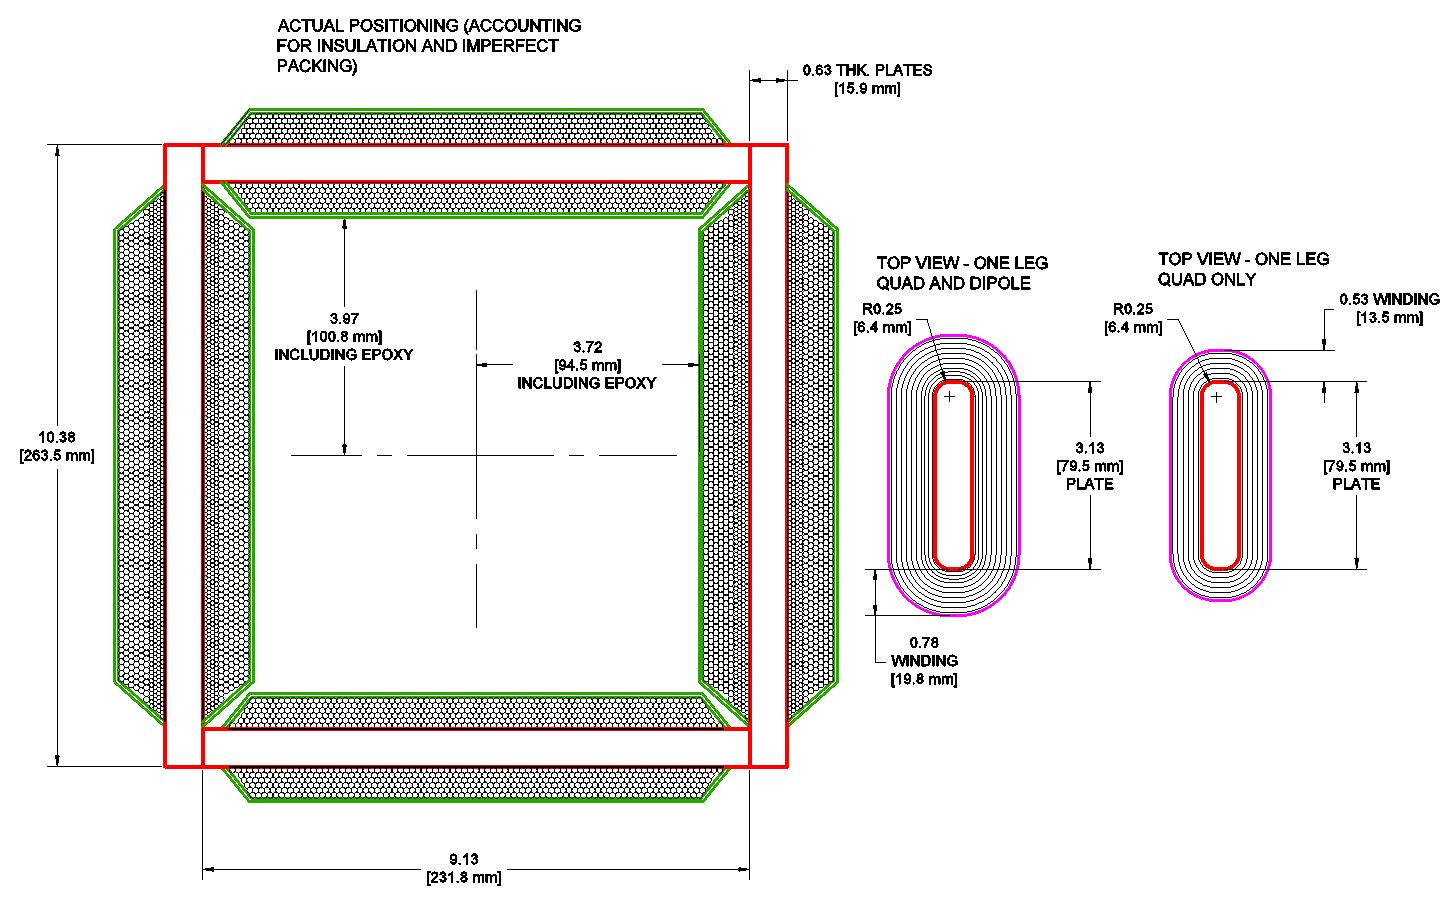 ACTUAL POSITIONING (ACCOUNTING
FOR INSULATION AND IMPERFECT
PACKING)
0.63 THK. PLATES
[15.9 mm]
3.97
[100.8 mm]
INCLUDING EPOXY
3.72
[94.5 mm]
INCLUDING EPOXY
10.38
[263.5 mm]
9.13
[231.8 mm]
TOP VIEW - ONE LEG
QUAD AND DIPOLE
R0.25
[6.4 mm]
3.13
[79.5 mm]
PLATE
0.78
WINDING
[19.8 mm]
TOP VIEW - ONE LEG
QUAD ONLY
R0.25
[6.4 mm]
0.53 WINDING
[13.5 mm]
3.13
[79.5 mm]
PLATE